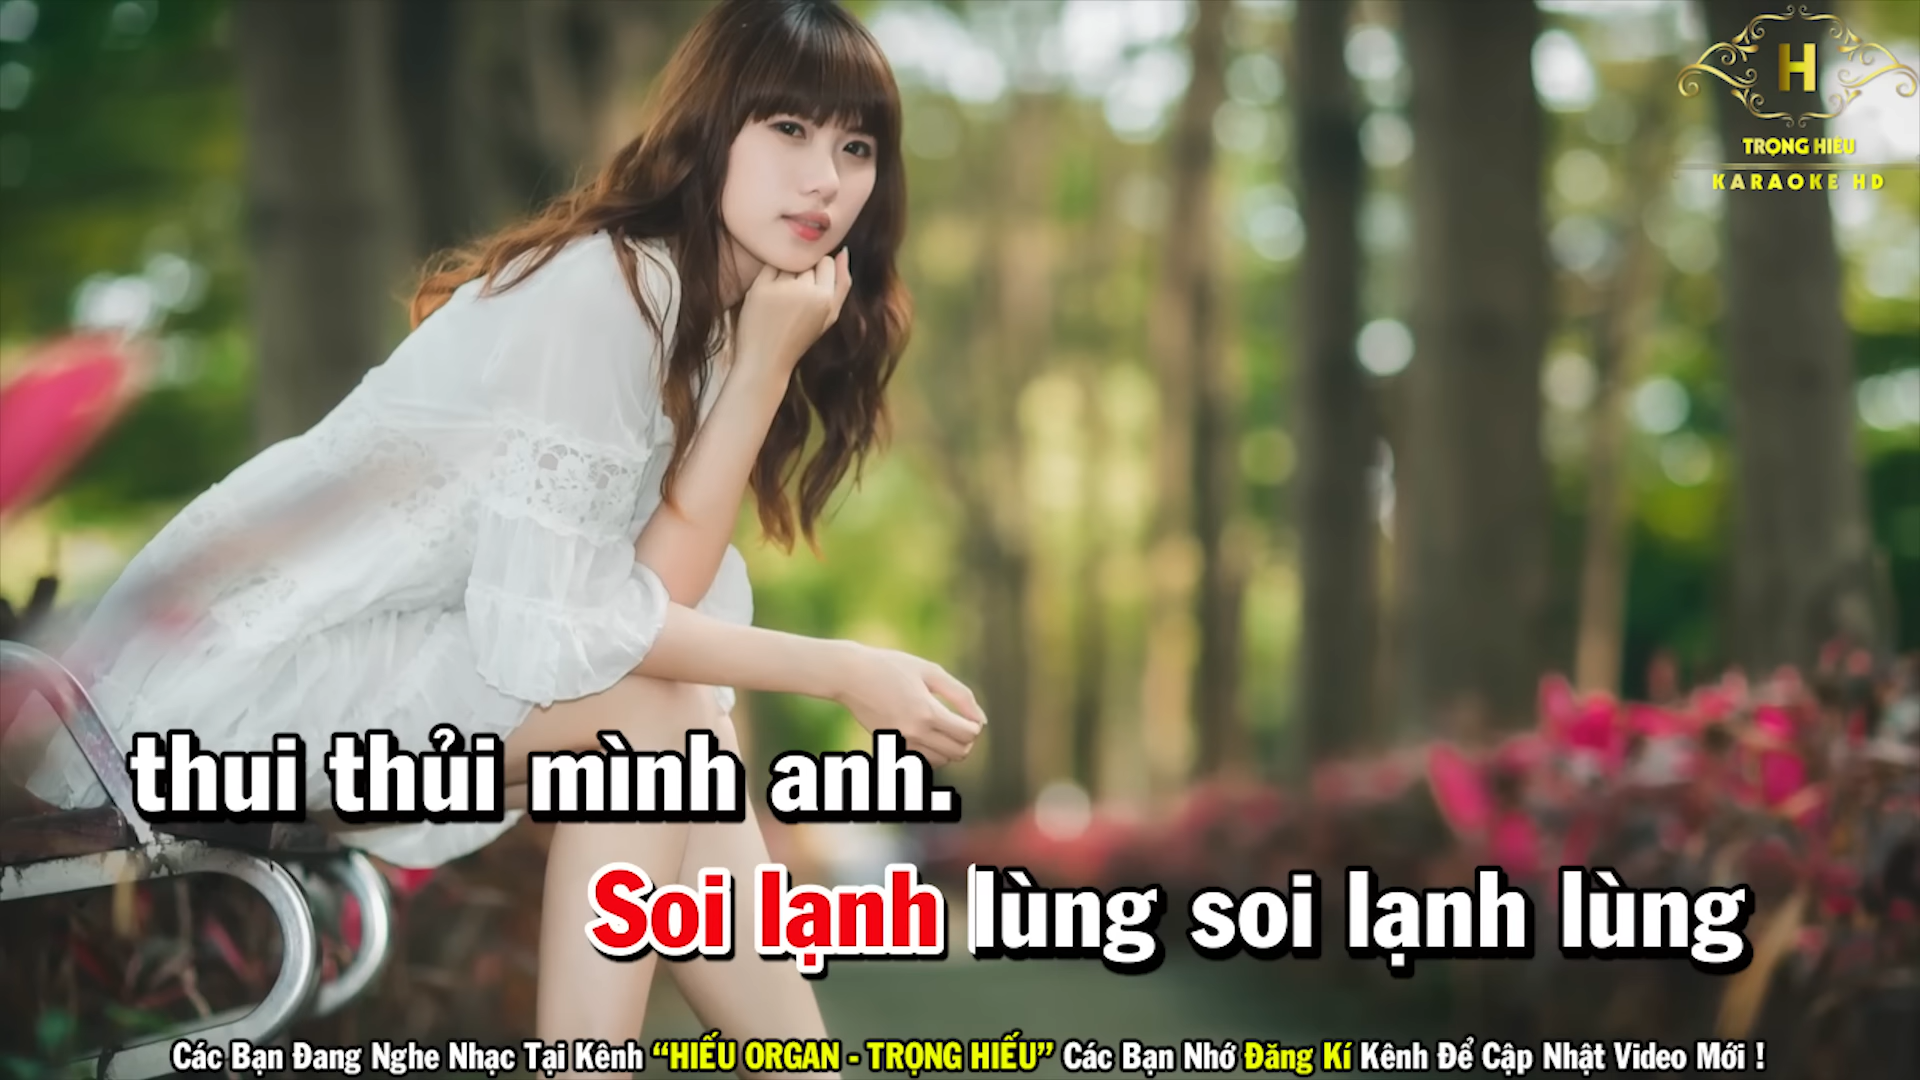 H
TRỌNG HIẾU
KARAOKE HD
thui thủi mình anh.
Soi lạnh lùng soi lạnh lùng
Các Bạn Đang Nghe Nhạc Tại Kênh “HIẾU ORGAN - TRỌNG HIẾU” Các Bạn Nhớ Đăng Kí Kênh Để Cập Nhật Video Mới !